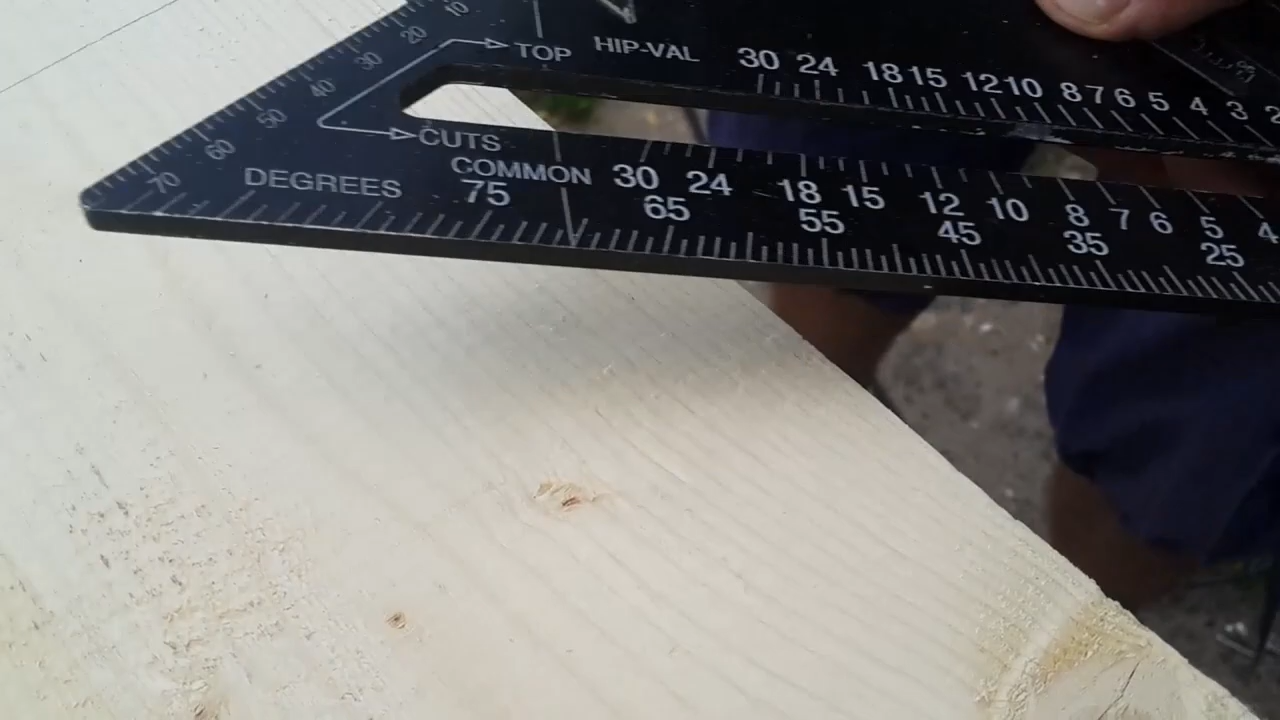 10
20
30
40
50
60
70
TOP HIP-VAL 30 24 18 15 12 10 8 7 6 5 4 3 2
CUTS
COMMON 30 24 18 15 12 10 8 7 6 5 4
DEGREES 75 65 55 45 35 25